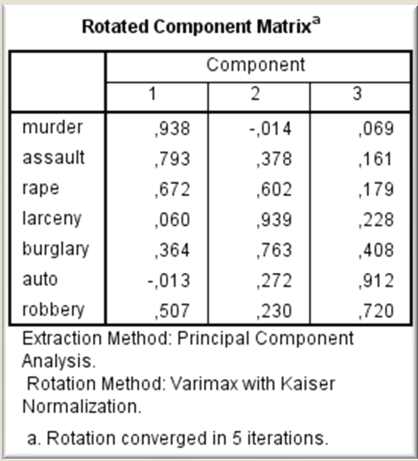 Rotated Component Matrixa
Component
1 2 3
murder ,938 -,014 ,069
assault ,793 ,378 ,161
rape ,672 ,602 ,179
larceny ,060 ,939 ,228
burglary ,364 ,763 ,408
auto -,013 ,272 ,912
robbery ,507 ,230 ,720
Extraction Method: Principal Component
Analysis.
Rotation Method: Varimax with Kaiser
Normalization.
a. Rotation converged in 5 iterations.